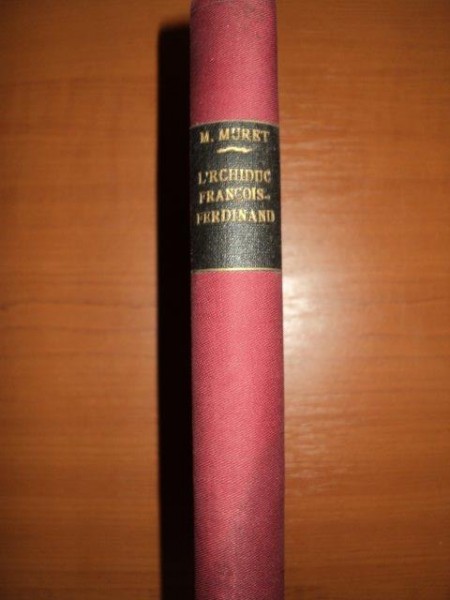 M. MURET
L'RCHIDUC
FRANÇOIS-
FERDINAND